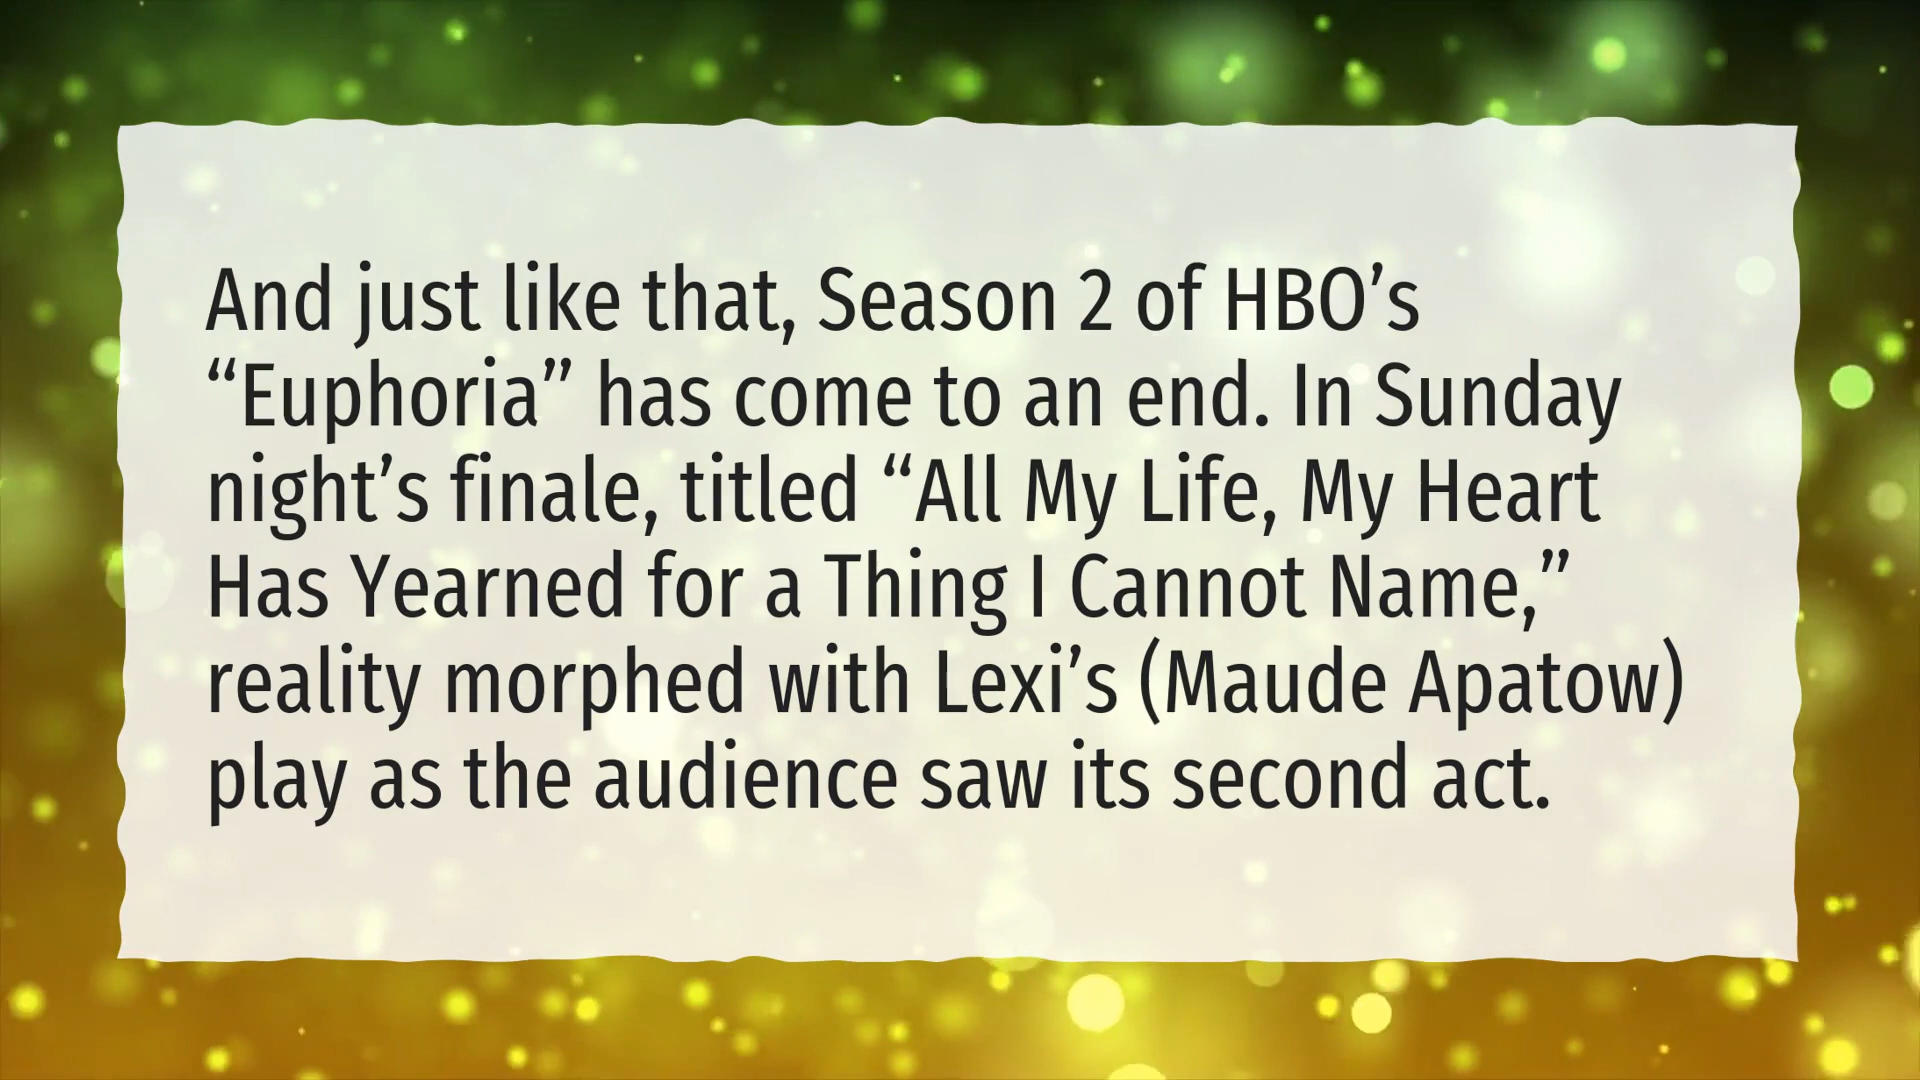 And just like that, Season 2 of HBO’s
“Euphoria” has come to an end. In Sunday
night’s finale, titled “All My Life, My Heart
Has Yearned for a Thing I Cannot Name,”
reality morphed with Lexi’s (Maude Apatow)
play as the audience saw its second act.